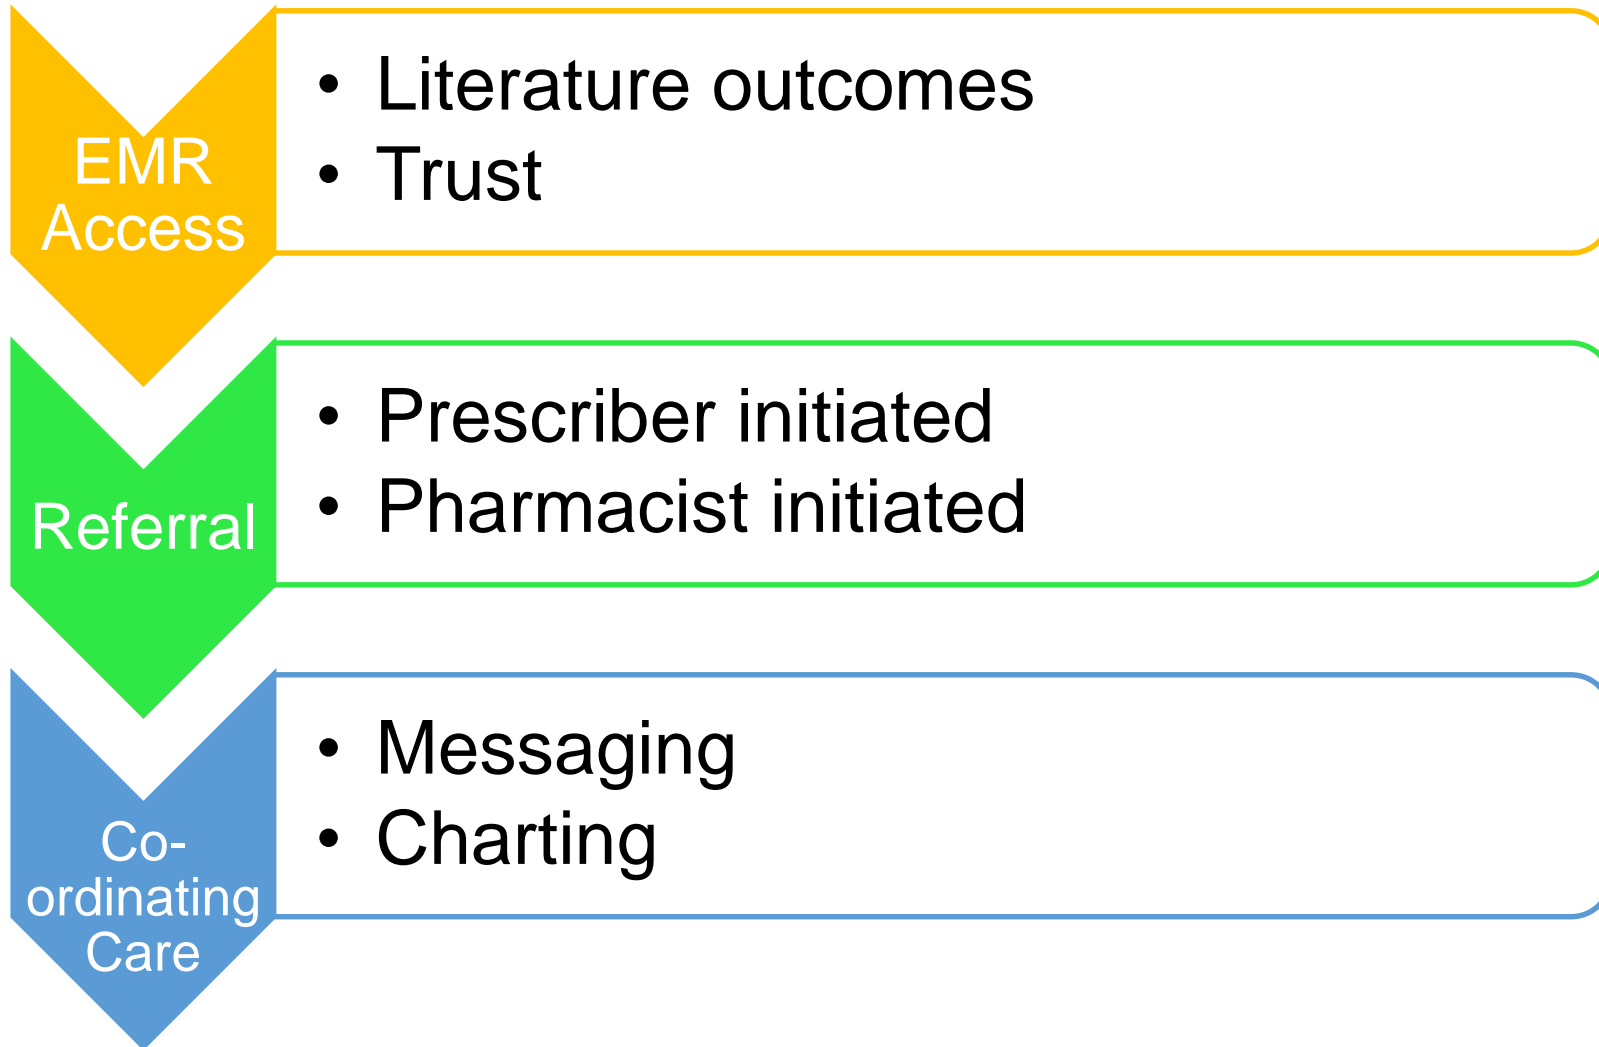 EMR
Access
• Literature outcomes
• Trust
Referral
• Prescriber initiated
• Pharmacist initiated
Co-
ordinating
Care
• Messaging
• Charting